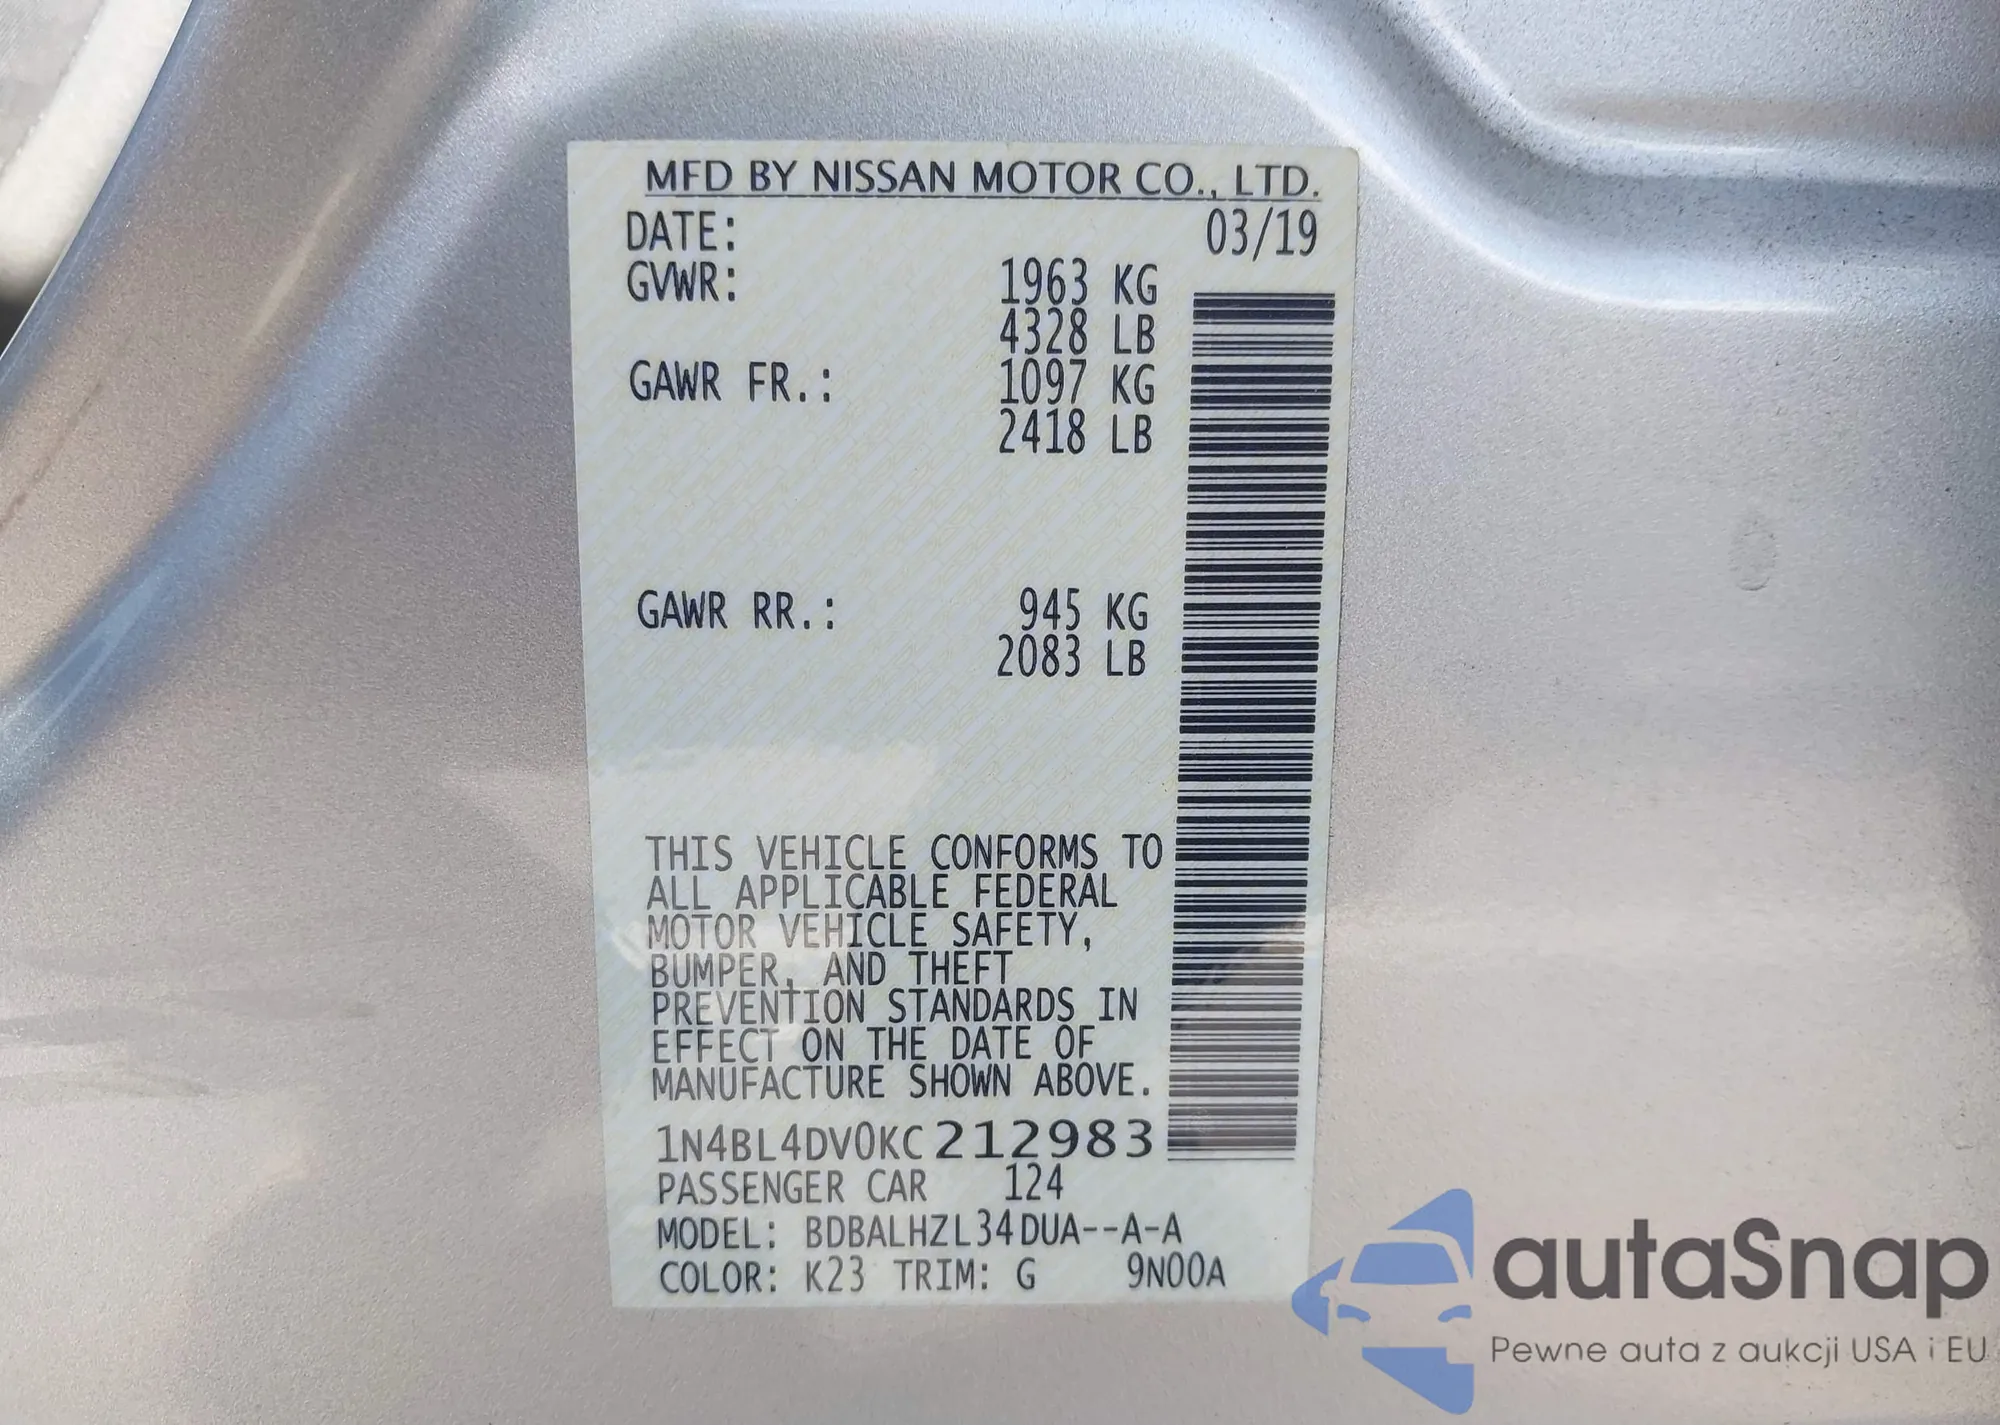 MFD BY NISSAN MOTOR CO., LTD.
DATE: 03/19
GVWR: 1963 KG
4328 LB
GAWR FR.: 1097 KG
2418 LB
GAWR RR.: 945 KG
2083 LB
THIS VEHICLE CONFORMS TO
ALL APPLICABLE FEDERAL
MOTOR VEHICLE SAFETY,
BUMPER, AND THEFT
PREVENTION STANDARDS IN
EFFECT ON THE DATE OF
MANUFACTURE SHOWN ABOVE.
1N4BL4DV0KC212983
PASSENGER CAR 124
MODEL: BDBALHZL34DUA--A-A
COLOR: K23 TRIM: G 9N00A
autaSnap
Pewne auta z aukcji USA i EU